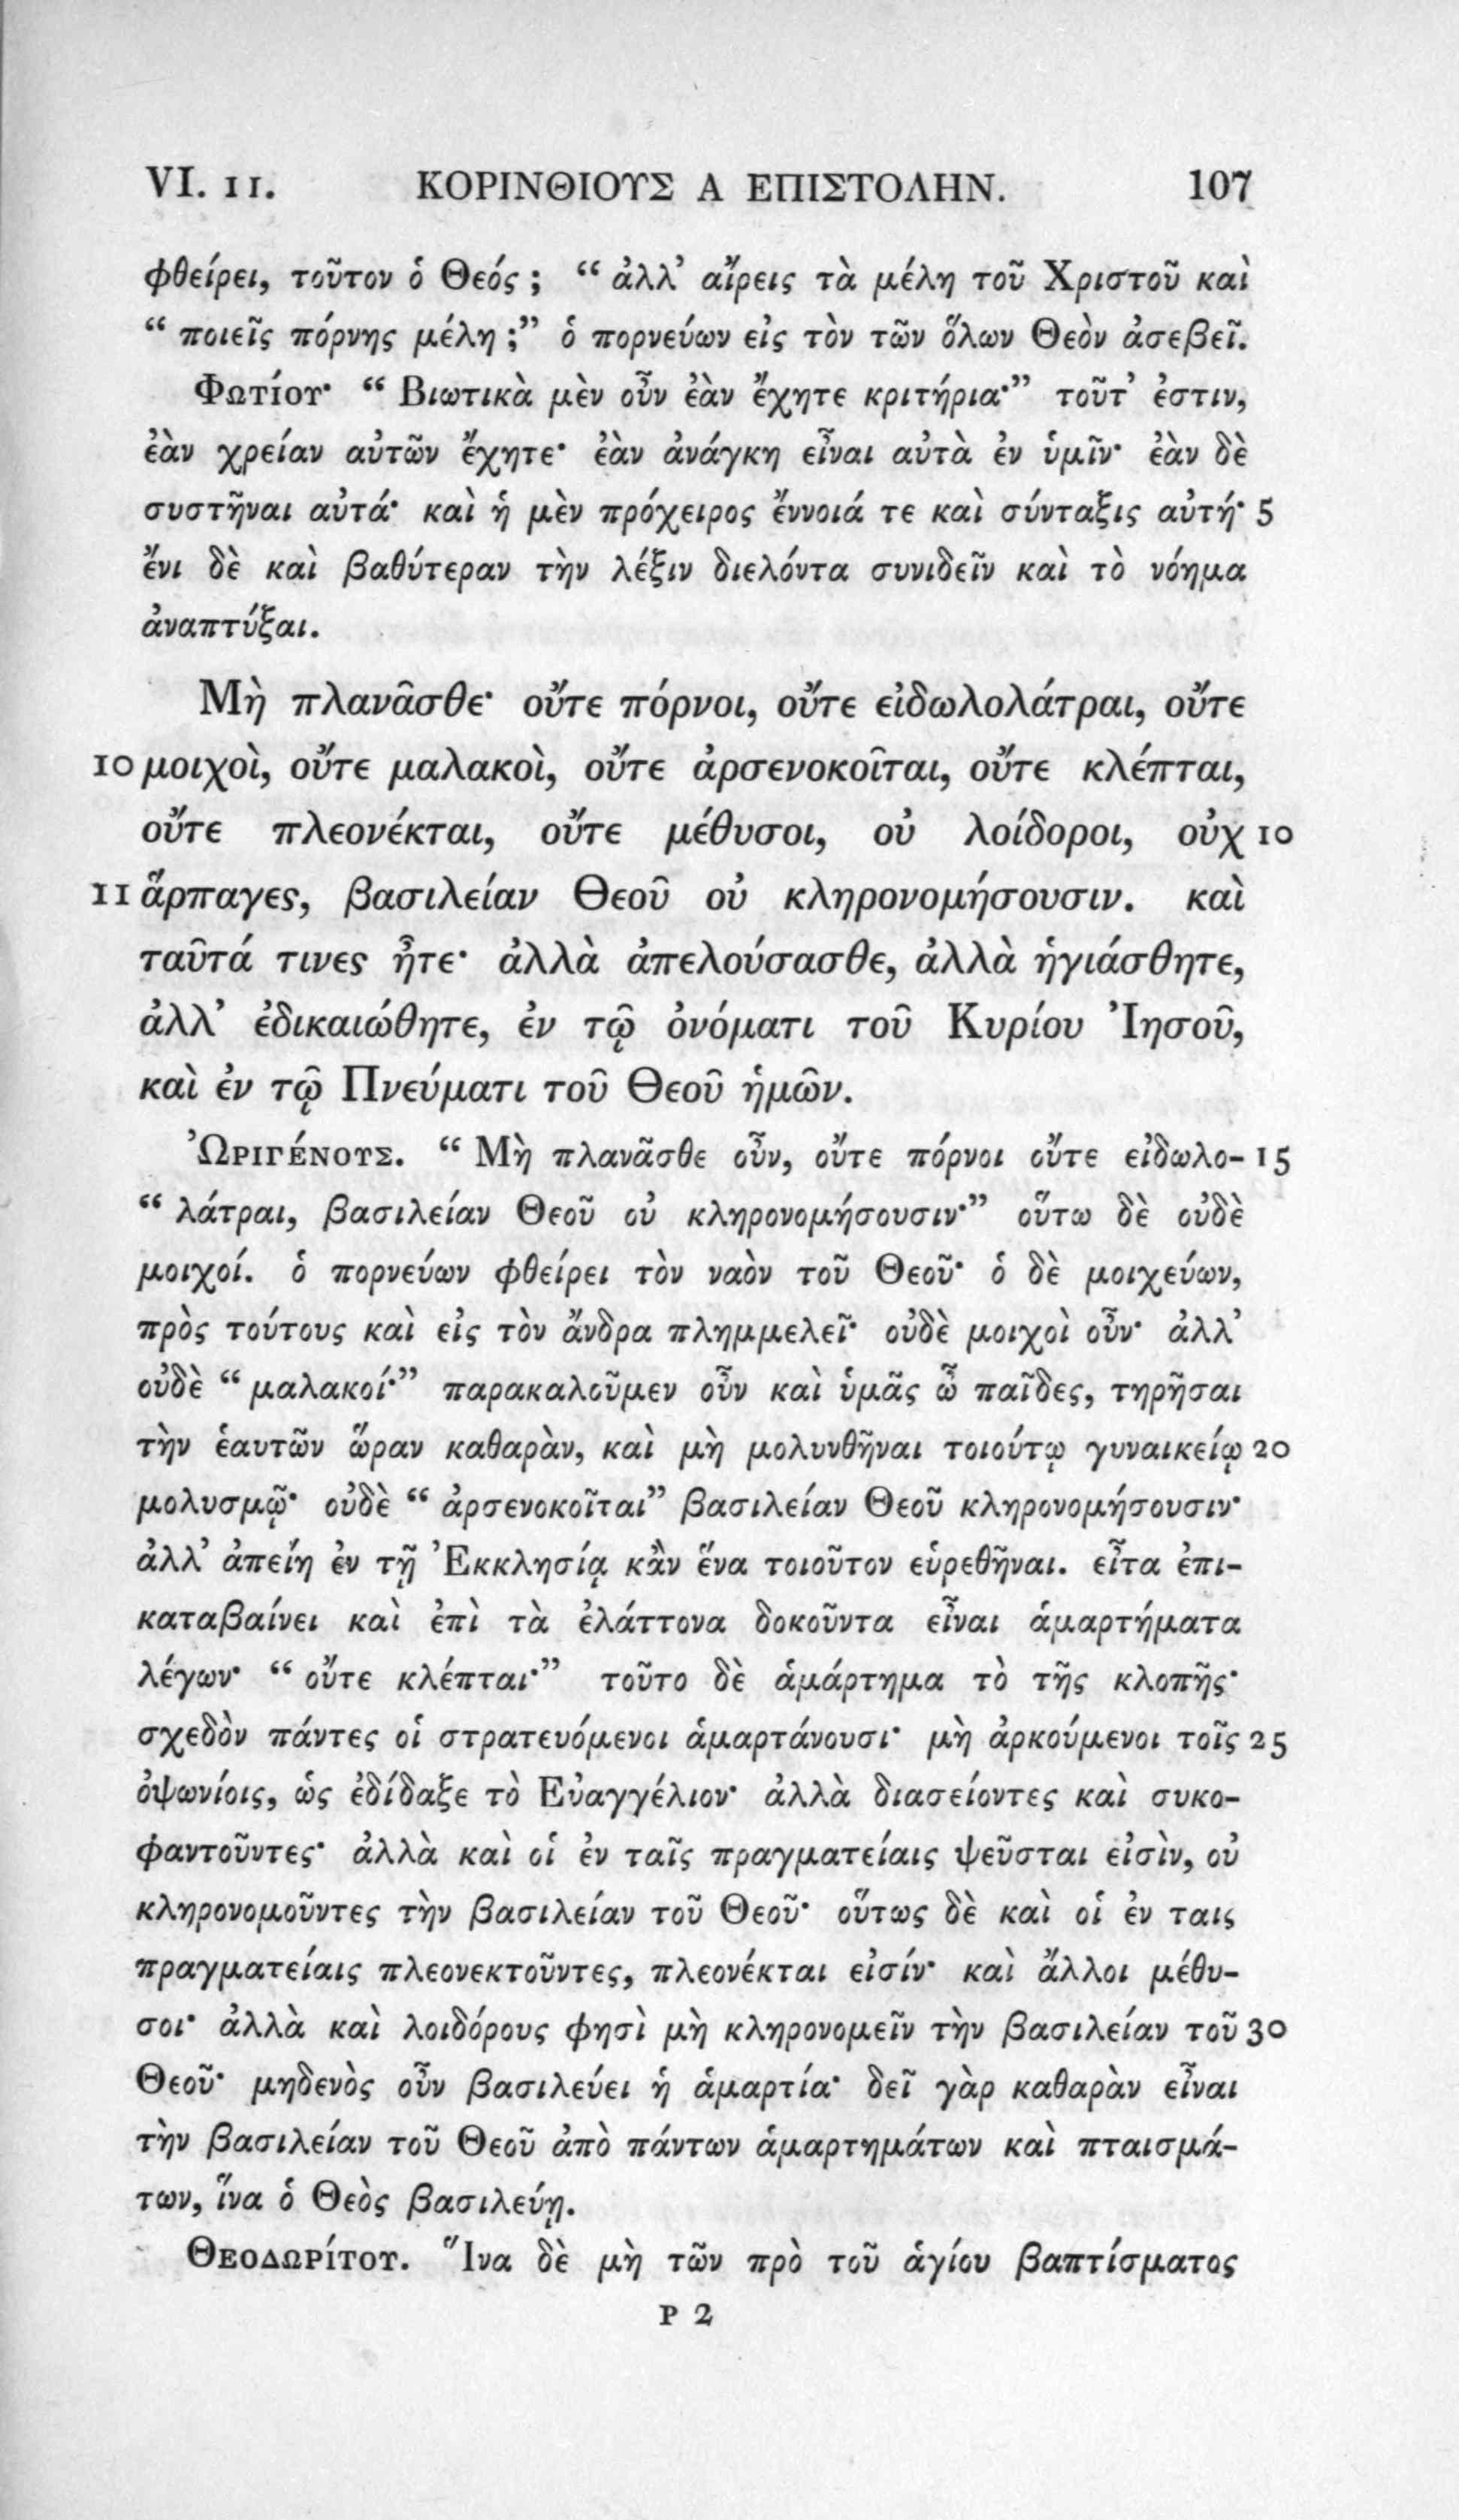 VI. 11. ΚΟΡΙΝΘΙΟΥΣ Α ΕΠΙΣΤΟΛΗΝ. 107
φθείρει, τοῦτον ὁ Θεός ; “ ἀλλ’ αἴρεις τὰ μέλη τοῦ Χριστοῦ καὶ
“ ποιεῖς πόρνης μέλη ;” ὁ πορνεύων εἰς τὸν τῶν ὅλων Θεὸν ἀσεβεῖ.
Φωτίου· “ Βιωτικὰ μὲν οὖν ἐὰν ἔχητε κριτήρια·” τοῦτ’ ἐστιν,
ἐὰν χρείαν αὐτῶν ἔχητε· ἐὰν ἀνάγκη εἶναι αὐτὰ ἐν ὑμῖν· ἐὰν δὲ
συστῆναι αὐτά· καὶ ἡ μὲν πρόχειρος ἔννοιά τε καὶ σύνταξις αὐτή· 5
ἔνι δὲ καὶ βαθύτεραν τὴν λέξιν διελόντα συνιδεῖν καὶ τὸ νόημα
ἀναπτύξαι.
Μὴ πλανᾶσθε· οὔτε πόρνοι, οὔτε εἰδωλολάτραι, οὔτε
10 μοιχοὶ, οὔτε μαλακοὶ, οὔτε ἀρσενοκοῖται, οὔτε κλέπται,
οὔτε πλεονέκται, οὔτε μέθυσοι, οὐ λοίδοροι, οὐχ 10
11 ἅρπαγες, βασιλείαν Θεοῦ οὐ κληρονομήσουσιν. καὶ
ταῦτά τινες ἦτε· ἀλλὰ ἀπελούσασθε, ἀλλὰ ἡγιάσθητε,
ἀλλ’ ἐδικαιώθητε, ἐν τῷ ὀνόματι τοῦ Κυρίου Ἰησοῦ,
καὶ ἐν τῷ Πνεύματι τοῦ Θεοῦ ἡμῶν.
Ὠριγένους. “ Μὴ πλανᾶσθε οὖν, οὔτε πόρνοι οὔτε εἰδωλο- 15
“ λάτραι, βασιλείαν Θεοῦ οὐ κληρονομήσουσιν·” οὕτω δὲ οὐδὲ
μοιχοί. ὁ πορνεύων φθείρει τὸν ναὸν τοῦ Θεοῦ· ὁ δὲ μοιχεύων,
πρὸς τούτους καὶ εἰς τὸν ἄνδρα πλημμελεῖ· οὐδὲ μοιχοὶ οὖν· ἀλλ’
οὐδὲ “ μαλακοί·” παρακαλοῦμεν οὖν καὶ ὑμᾶς ὦ παῖδες, τηρῆσαι
τὴν ἑαυτῶν ὥραν καθαρὰν, καὶ μὴ μολυνθῆναι τοιούτῳ γυναικείῳ 20
μολυσμῷ· οὐδὲ “ ἀρσενοκοῖται” βασιλείαν Θεοῦ κληρονομήσουσιν·
ἀλλ’ ἀπείη ἐν τῇ Ἐκκλησίᾳ κἂν ἕνα τοιοῦτον εὑρεθῆναι. εἶτα ἐπι-
καταβαίνει καὶ ἐπὶ τὰ ἐλάττονα δοκοῦντα εἶναι ἁμαρτήματα
λέγων· “ οὔτε κλέπται·” τοῦτο δὲ ἁμάρτημα τὸ τῆς κλοπῆς·
σχεδὸν πάντες οἱ στρατευόμενοι ἁμαρτάνουσι· μὴ ἀρκούμενοι τοῖς 25
ὀψωνίοις, ὡς ἐδίδαξε τὸ Εὐαγγέλιον· ἀλλὰ διασείοντες καὶ συκο-
φαντοῦντες· ἀλλὰ καὶ οἱ ἐν ταῖς πραγματείαις ψεῦσται εἰσὶν, οὐ
κληρονομοῦντες τὴν βασιλείαν τοῦ Θεοῦ· οὕτως δὲ καὶ οἱ ἐν ταις
πραγματείαις πλεονεκτοῦντες, πλεονέκται εἰσίν· καὶ ἄλλοι μέθυ-
σοι· ἀλλὰ καὶ λοιδόρους φησὶ μὴ κληρονομεῖν τὴν βασιλείαν τοῦ 30
Θεοῦ· μηδενὸς οὖν βασιλεύει ἡ ἁμαρτία· δεῖ γὰρ καθαρὰν εἶναι
τὴν βασιλείαν τοῦ Θεοῦ ἀπὸ πάντων ἁμαρτημάτων καὶ πταισμά-
των, ἵνα ὁ Θεὸς βασιλεύῃ.
Θεοδωρίτου. Ἵνα δὲ μὴ τῶν πρὸ τοῦ ἁγίου βαπτίσματος
P 2